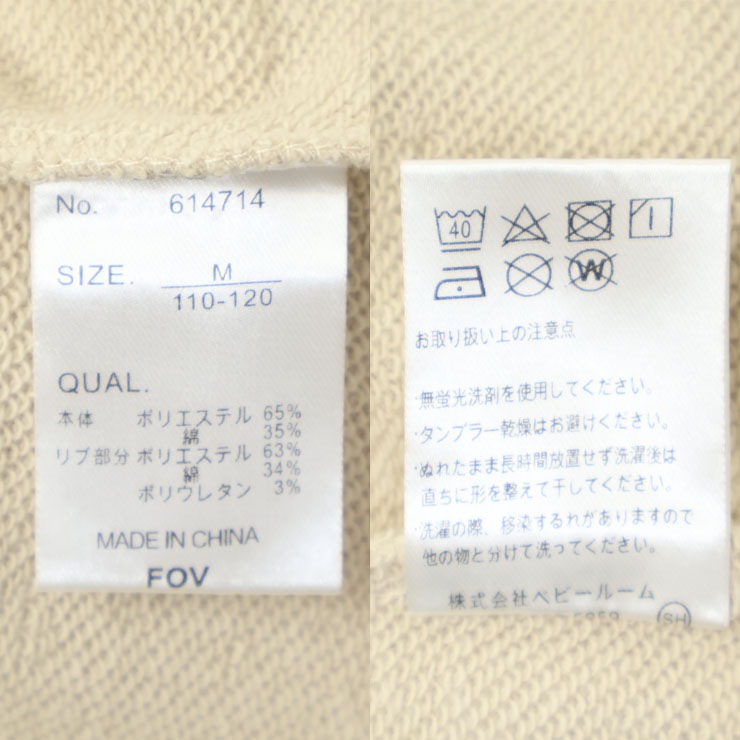 No. 614714
SIZE. M
110-120
QUAL.
本体 ポリエステル 65%
綿 35%
リブ部分 ポリエステル 63%
綿 34%
ポリウレタン 3%
MADE IN CHINA
FOV
40
W
お取り扱い上の注意点
・無蛍光洗剤を使用してください。
・タンブラー乾燥はお避けください。
・ぬれたまま長時間放置せず洗濯後は
直ちに形を整えて干してください。
・洗濯の際、移染するれがありますので
他の物と分けて洗ってください。
株式会社ベビールーム
SH